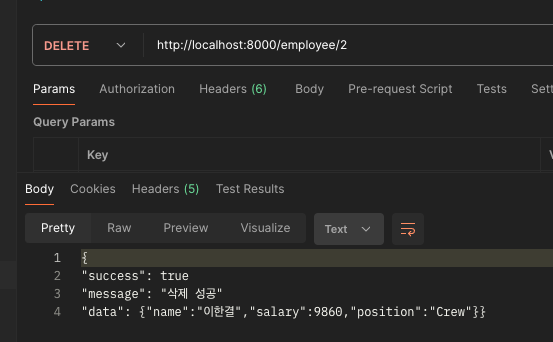 DELETE http://localhost:8000/employee/2
Params Authorization Headers (6) Body Pre-request Script Tests
Query Params
Key
Body Cookies Headers (5) Test Results
Pretty Raw Preview Visualize Text
1 {
2 "success": true
3 "message": "삭제 성공"
4 "data": {"name":"이한결","salary":9860,"position":"Crew"}}